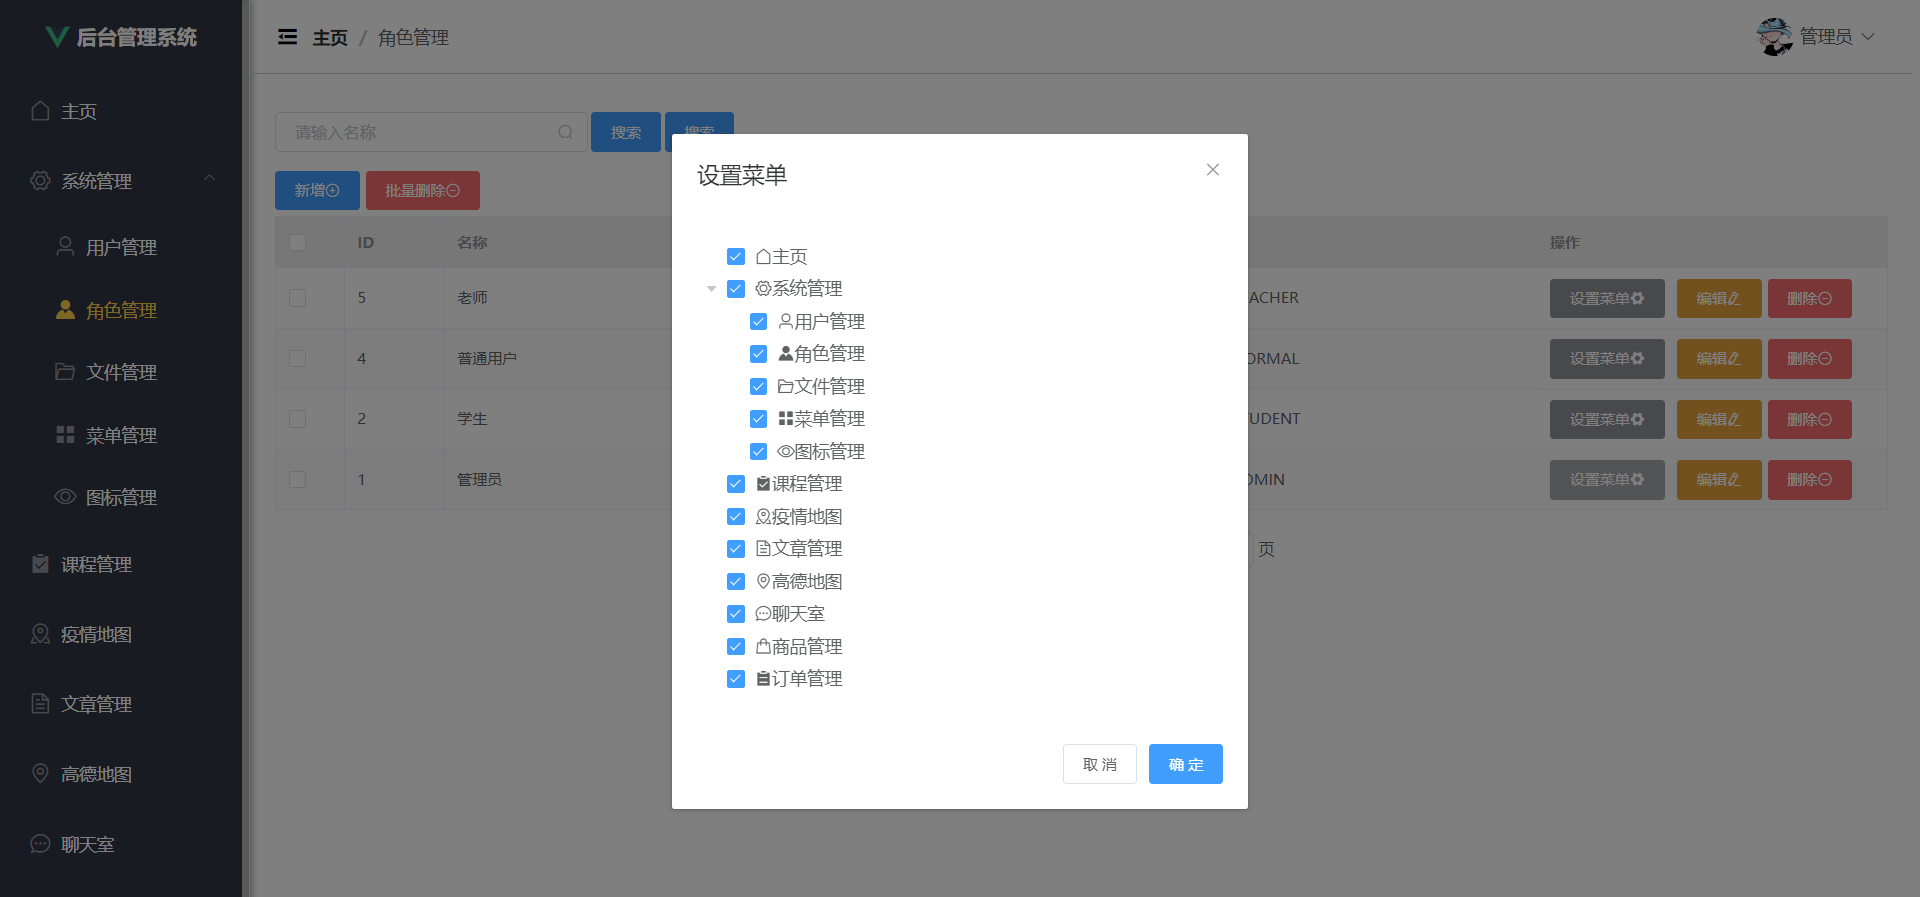 后台管理系统
主页
系统管理
用户管理
角色管理
文件管理
菜单管理
图标管理
课程管理
疫情地图
文章管理
高德地图
聊天室
主页 / 角色管理
管理员
请输入名称
搜索
搜索
新增
批量删除
ID 名称 操作
5 老师 ACHER 设置菜单 编辑 删除
4 普通用户 ORMAL 设置菜单 编辑 删除
2 学生 UDENT 设置菜单 编辑 删除
1 管理员 DMIN 设置菜单 编辑 删除
页
设置菜单
主页
系统管理
用户管理
角色管理
文件管理
菜单管理
图标管理
课程管理
疫情地图
文章管理
高德地图
聊天室
商品管理
订单管理
取 消
确 定